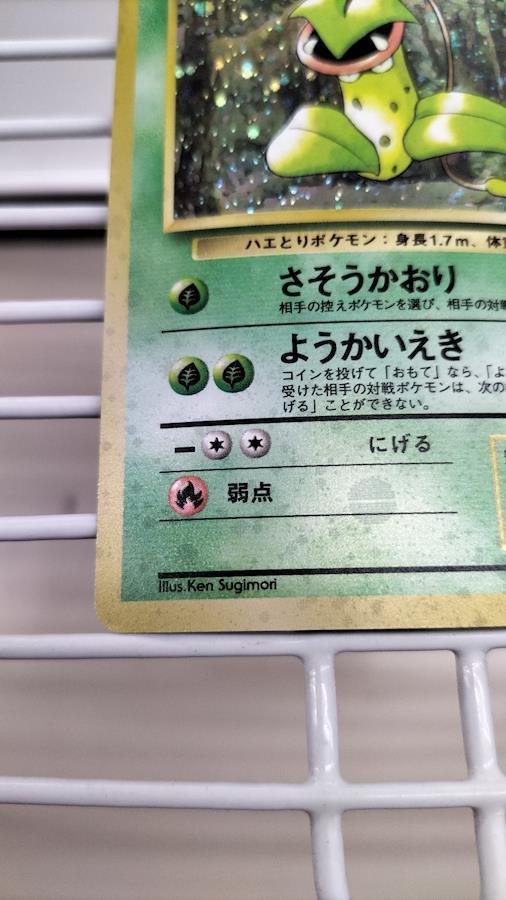 ハエとりポケモン：身長1.7m、体
さそうかおり
相手の控えポケモンを選び、相手の対戦
ようかいえき
コインを投げて「おもて」なら、「よ
受けた相手の対戦ポケモンは、次の
げる」ことができない。
にげる
弱点
Illus.Ken Sugimori